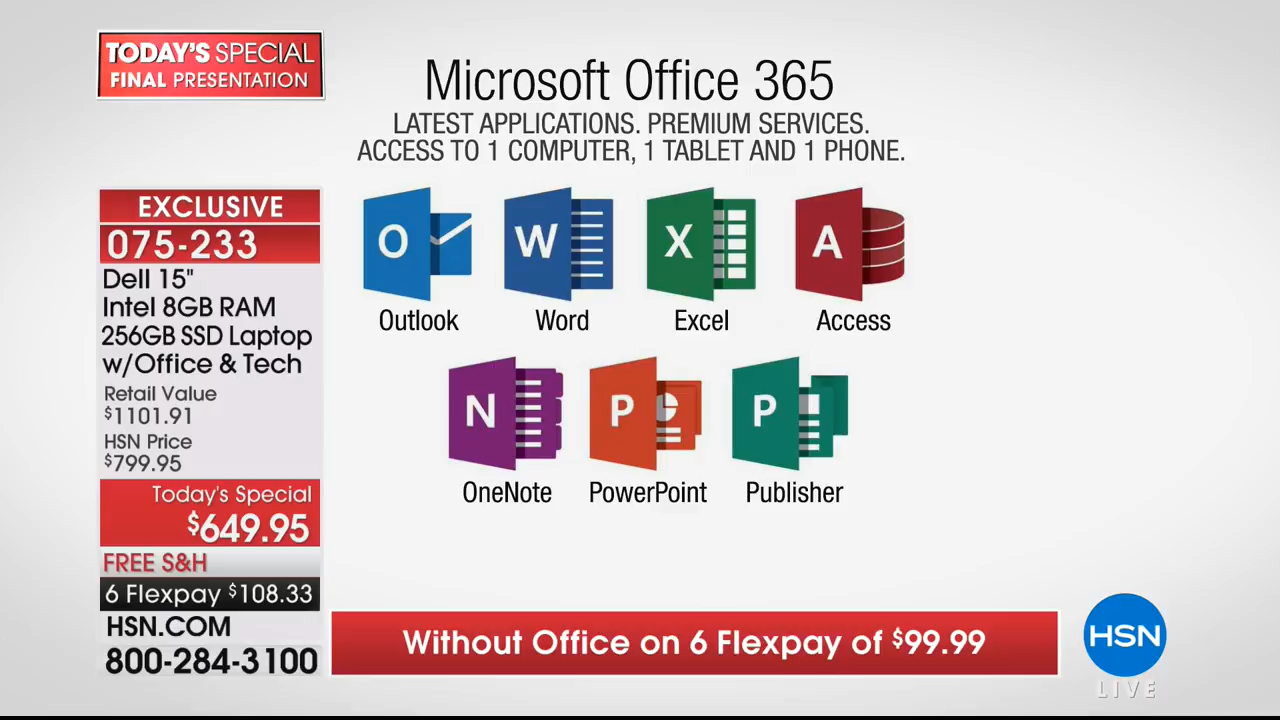 TODAY'S SPECIAL
FINAL PRESENTATION
Microsoft Office 365
LATEST APPLICATIONS. PREMIUM SERVICES.
ACCESS TO 1 COMPUTER, 1 TABLET AND 1 PHONE.
EXCLUSIVE
075-233
Dell 15"
Intel 8GB RAM
256GB SSD Laptop
w/Office & Tech
Retail Value
$1101.91
HSN Price
$799.95
Today's Special
$649.95
FREE S&H
6 Flexpay $108.33
HSN.COM
800-284-3100
O W X A
Outlook Word Excel Access
N P P
OneNote PowerPoint Publisher
Without Office on 6 Flexpay of $99.99
HSN
LIVE